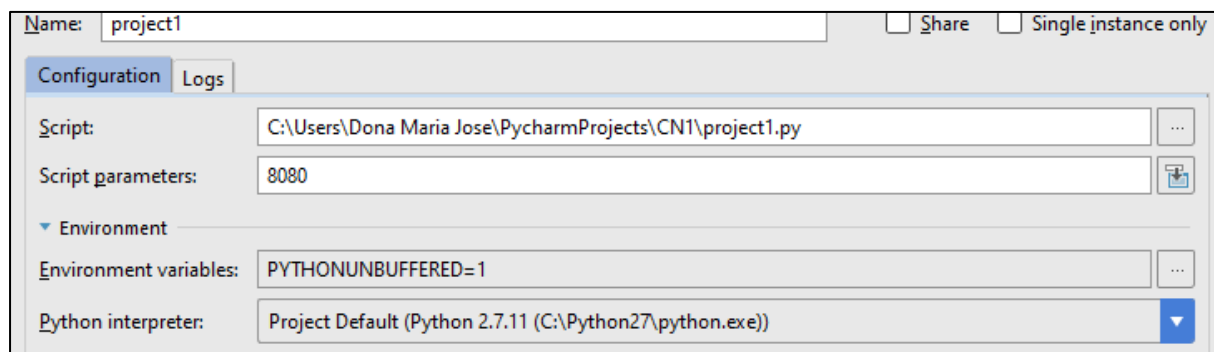 Name: project1 Share Single instance only
Configuration Logs
Script: C:\Users\Dona Maria Jose\PycharmProjects\CN1\project1.py ...
Script parameters: 8080
Environment
Environment variables: PYTHONUNBUFFERED=1 ...
Python interpreter: Project Default (Python 2.7.11 (C:\Python27\python.exe))